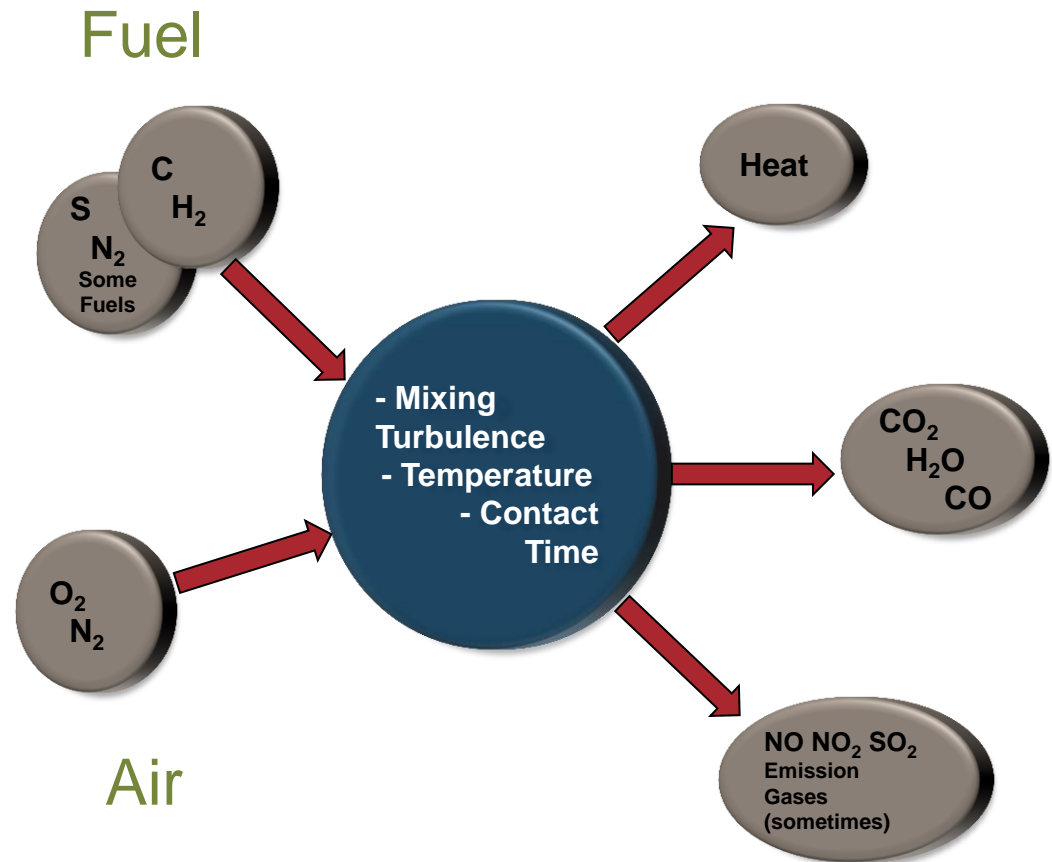 Fuel
C
H₂
S
N₂
Some
Fuels
Heat
- Mixing
Turbulence
- Temperature
- Contact
Time
CO₂
H₂O
CO
O₂
N₂
NO NO₂ SO₂
Emission
Gases
(sometimes)
Air